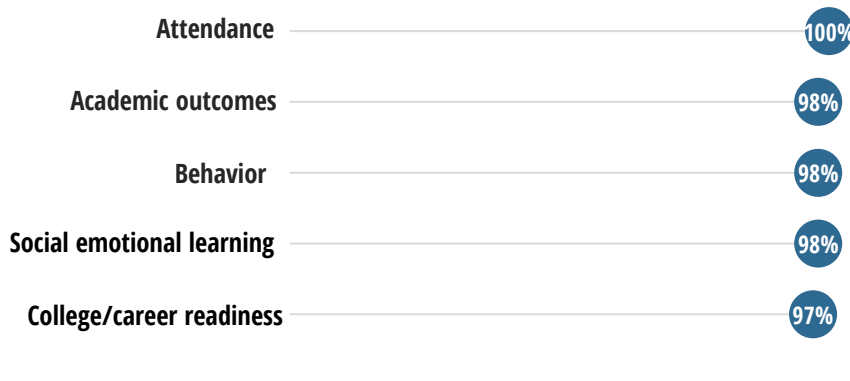 Attendance 100%
Academic outcomes 98%
Behavior 98%
Social emotional learning 98%
College/career readiness 97%